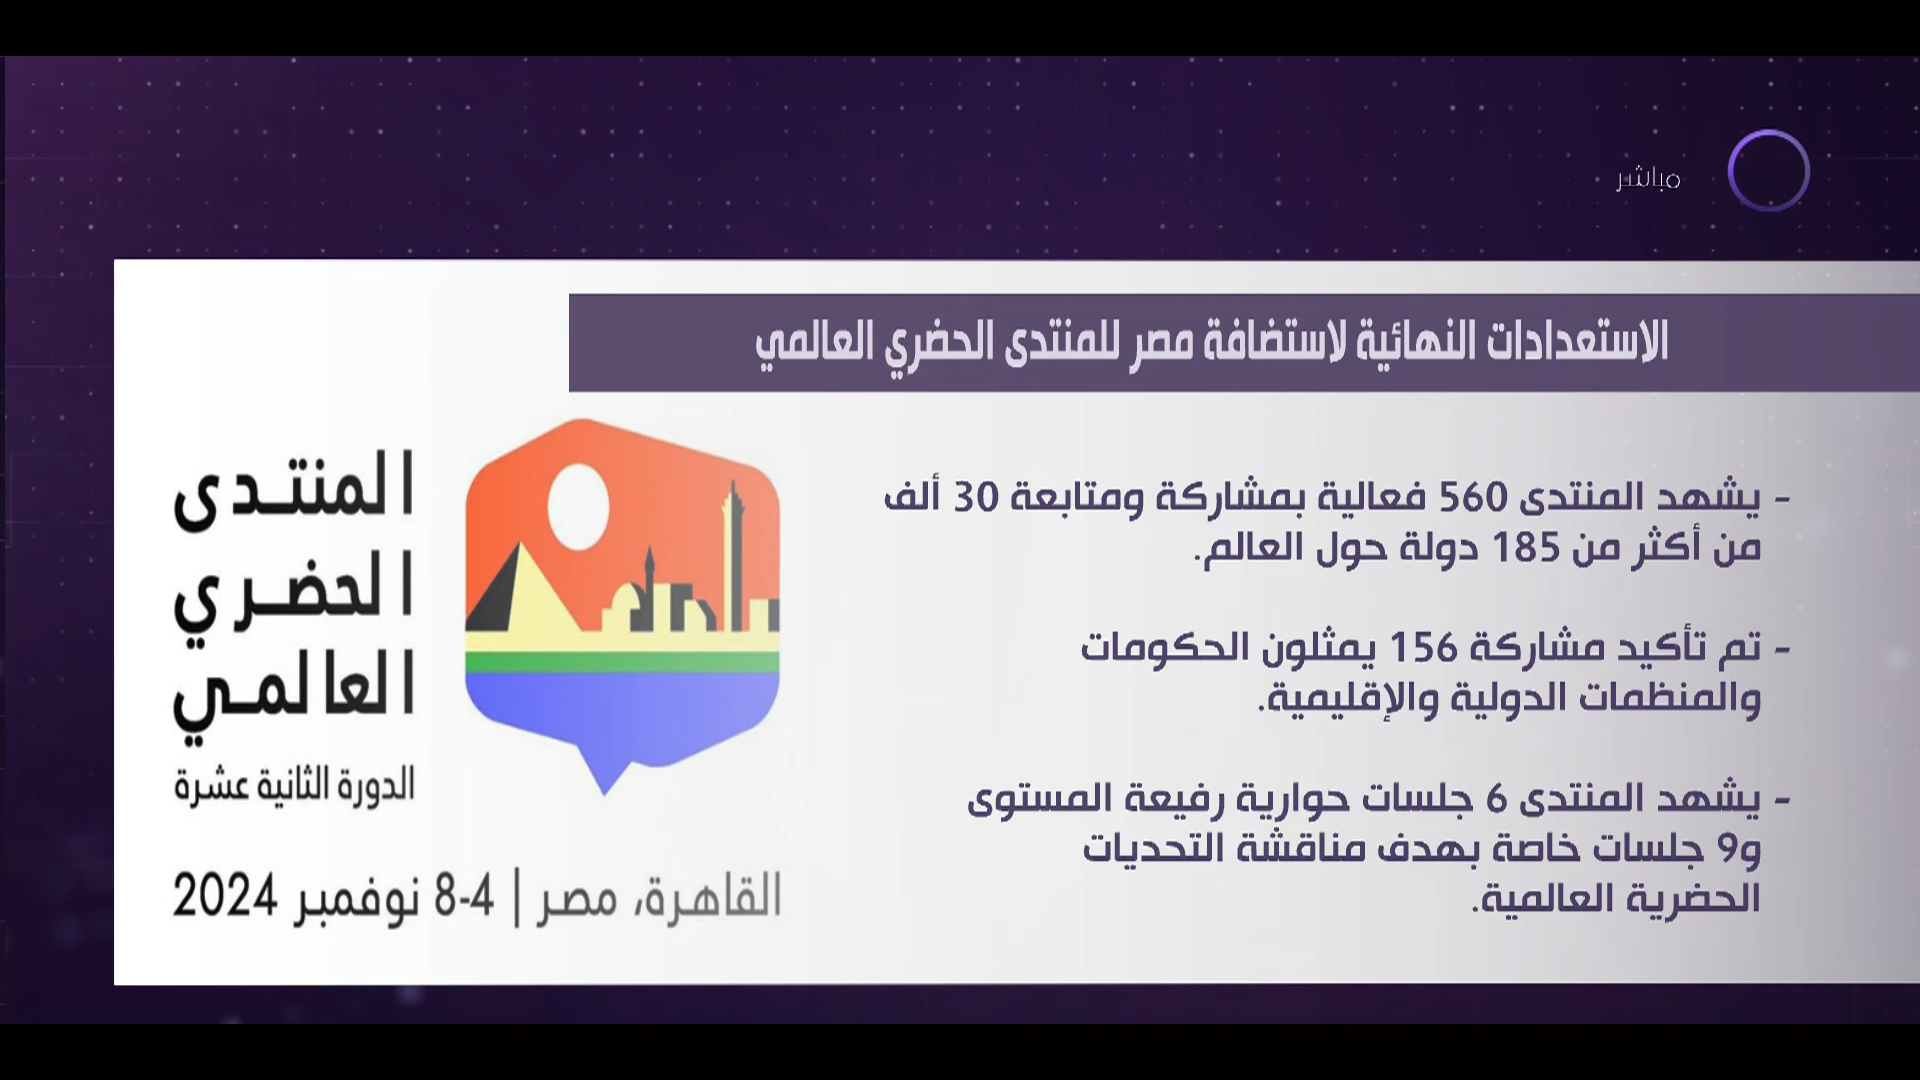 مباشر
الاستعدادات النهائية لاستضافة مصر للمنتدى الحضري العالمي
- يشهد المنتدى 560 فعالية بمشاركة ومتابعة 30 ألف
من أكثر من 185 دولة حول العالم.
- تم تأكيد مشاركة 156 يمثلون الحكومات
والمنظمات الدولية والإقليمية.
- يشهد المنتدى 6 جلسات حوارية رفيعة المستوى
و9 جلسات خاصة بهدف مناقشة التحديات
الحضرية العالمية.
المنتدى
الحضري
العالمي
الدورة الثانية عشرة
القاهرة، مصر | 4-8 نوفمبر 2024